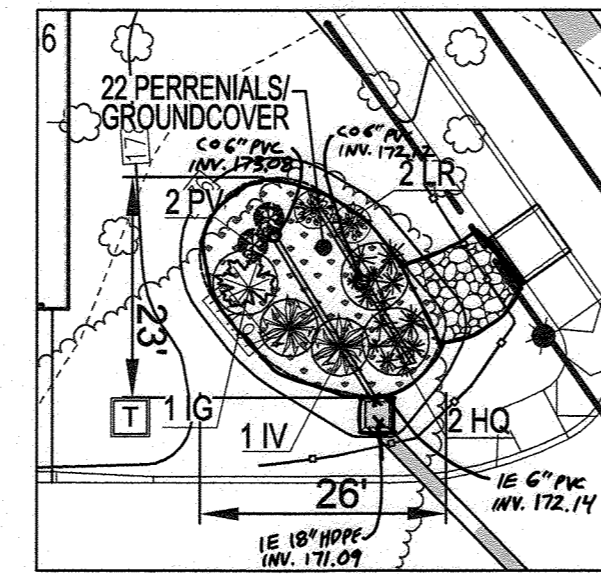 6
22 PERRENIALS/
GROUNDCOVER
CO 6" PVC
INV. 173.08
CO 6" PVC
INV. 172.12
2 LR
2 PV
23'
T
1 IG
1 IV
2 HQ
26'
IE 6" PVC
INV. 172.14
IE 18" HDPE
INV. 171.09